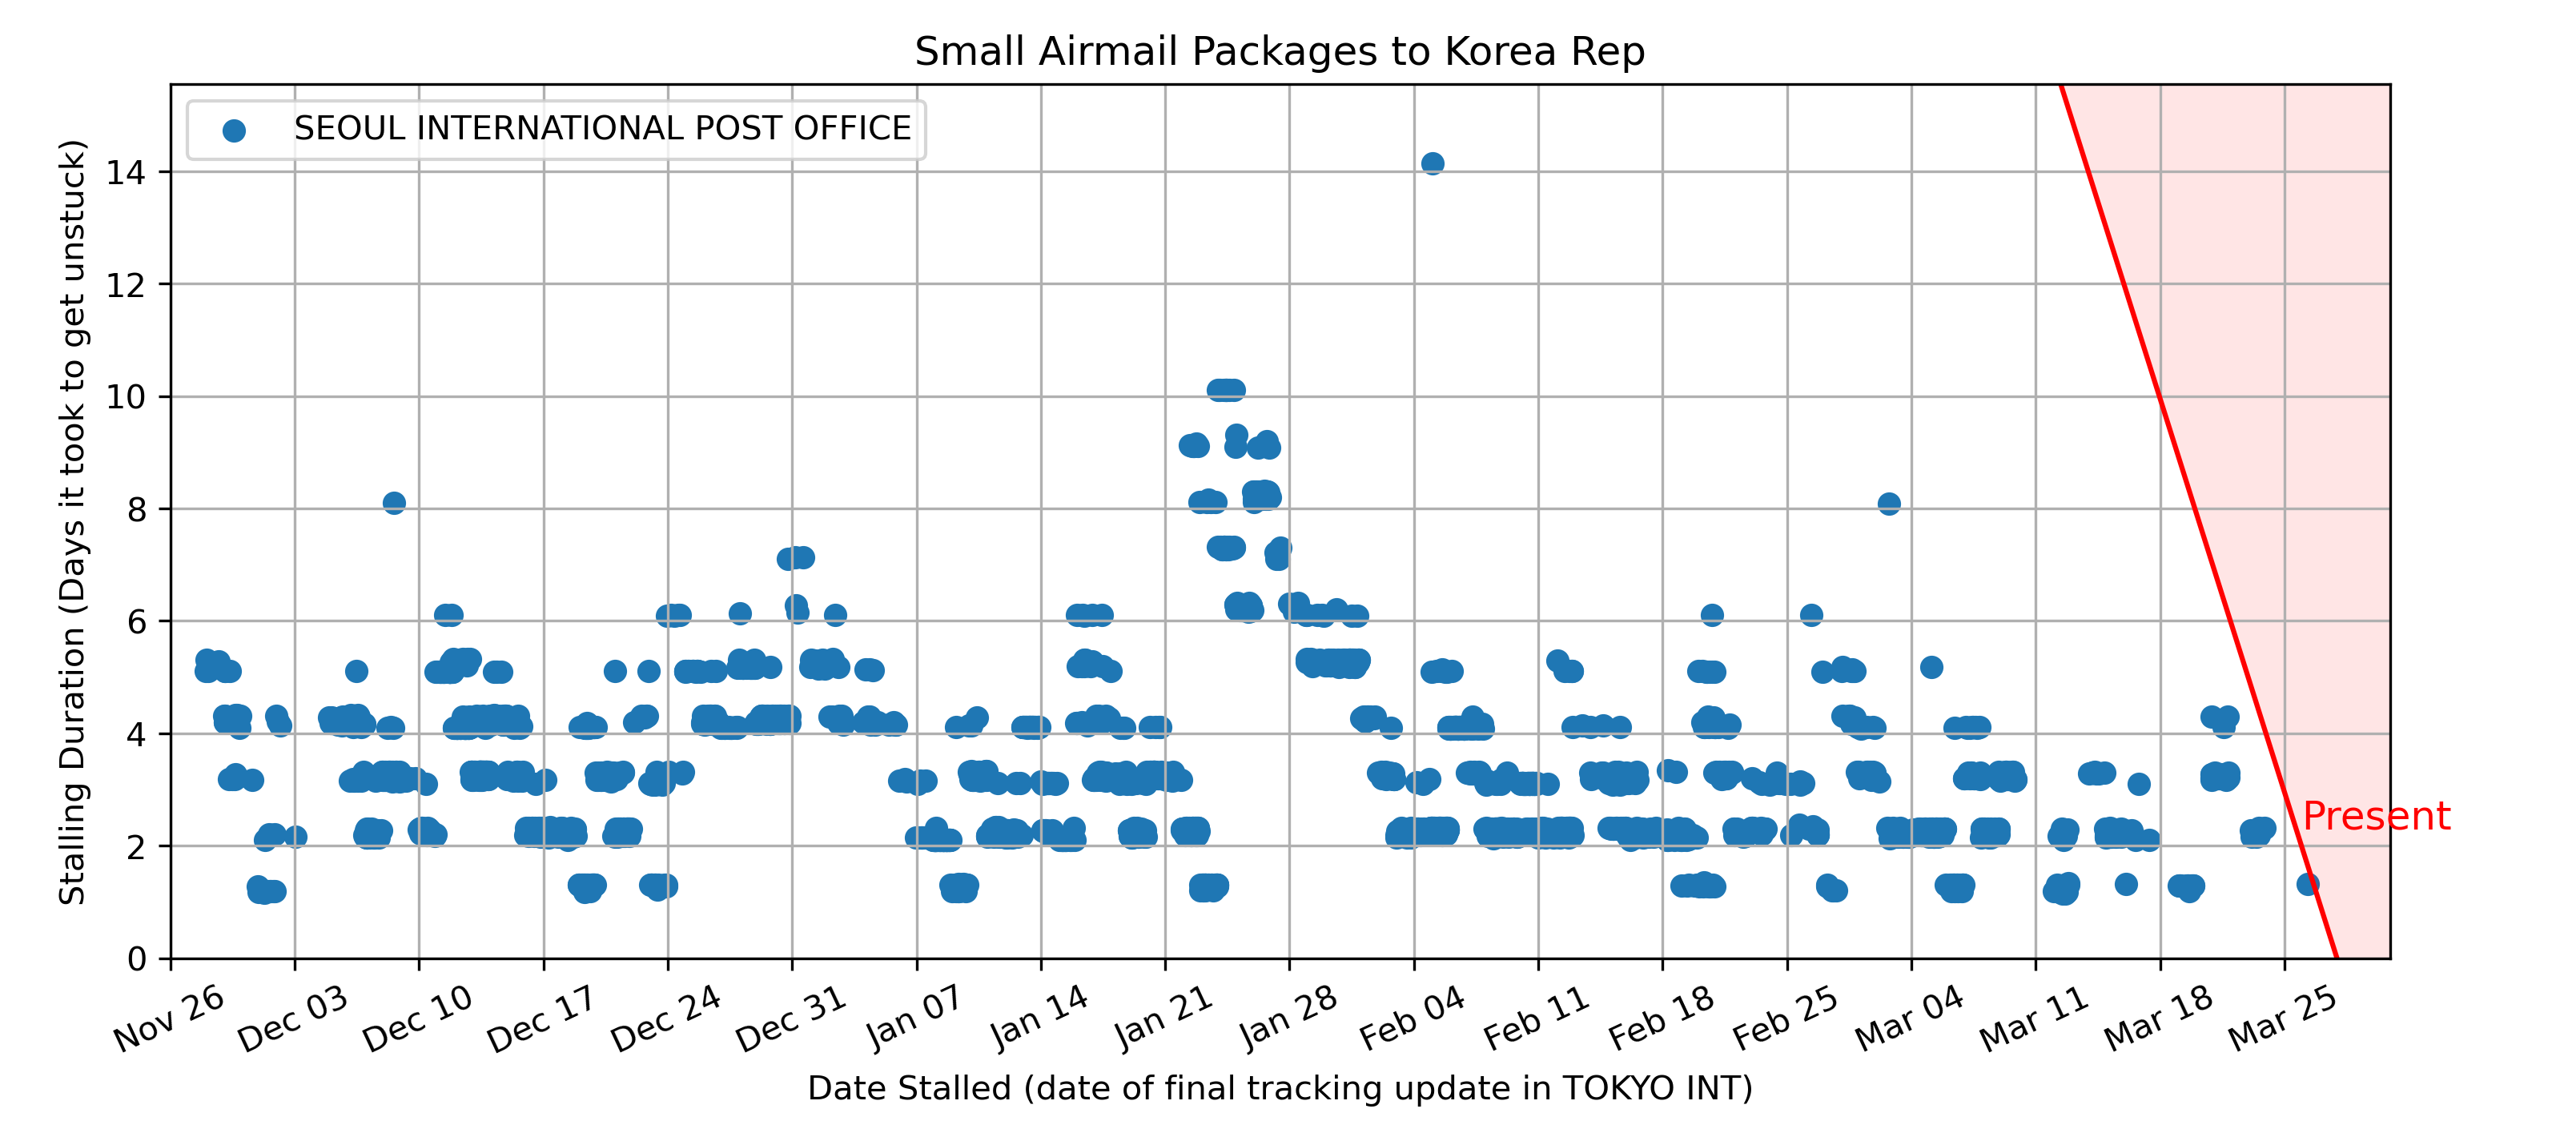 Small Airmail Packages to Korea Rep
SEOUL INTERNATIONAL POST OFFICE
Stalling Duration (Days it took to get unstuck)
14
12
10
8
6
4
2
0
Present
Nov 26 Dec 03 Dec 10 Dec 17 Dec 24 Dec 31 Jan 07 Jan 14 Jan 21 Jan 28 Feb 04 Feb 11 Feb 18 Feb 25 Mar 04 Mar 11 Mar 18 Mar 25
Date Stalled (date of final tracking update in TOKYO INT)